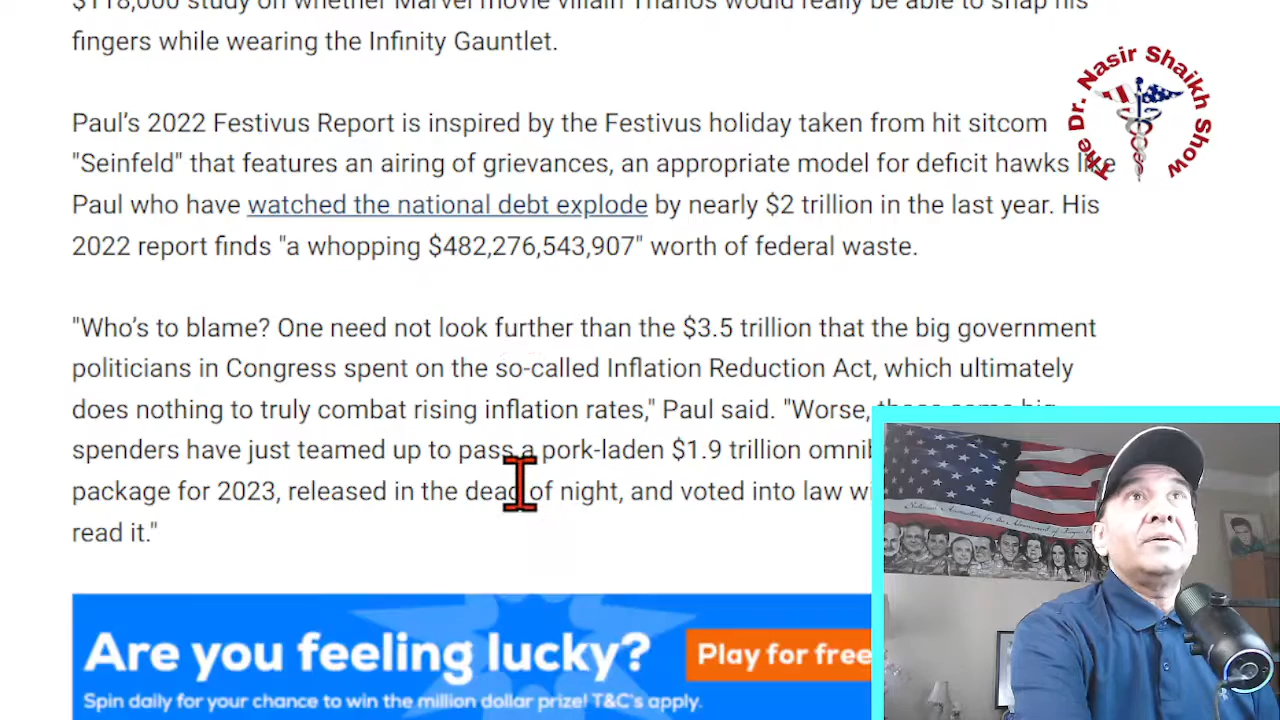 $118,000 study on whether Marvel movie villain Thanos would really be able to snap his
fingers while wearing the Infinity Gauntlet.
The Dr. Nasir Shaikh Show
Paul's 2022 Festivus Report is inspired by the Festivus holiday taken from hit sitcom
"Seinfeld" that features an airing of grievances, an appropriate model for deficit hawks like
Paul who have watched the national debt explode by nearly $2 trillion in the last year. His
2022 report finds "a whopping $482,276,543,907" worth of federal waste.
"Who's to blame? One need not look further than the $3.5 trillion that the big government
politicians in Congress spent on the so-called Inflation Reduction Act, which ultimately
does nothing to truly combat rising inflation rates," Paul said. "Worse, these same big
spenders have just teamed up to pass a pork-laden $1.9 trillion
package for 2023, released in the dead of night, and voted into law
read it."
Are you feeling lucky?
Play for free
Spin daily for your chance to win the million dollar prize! T&C's apply.